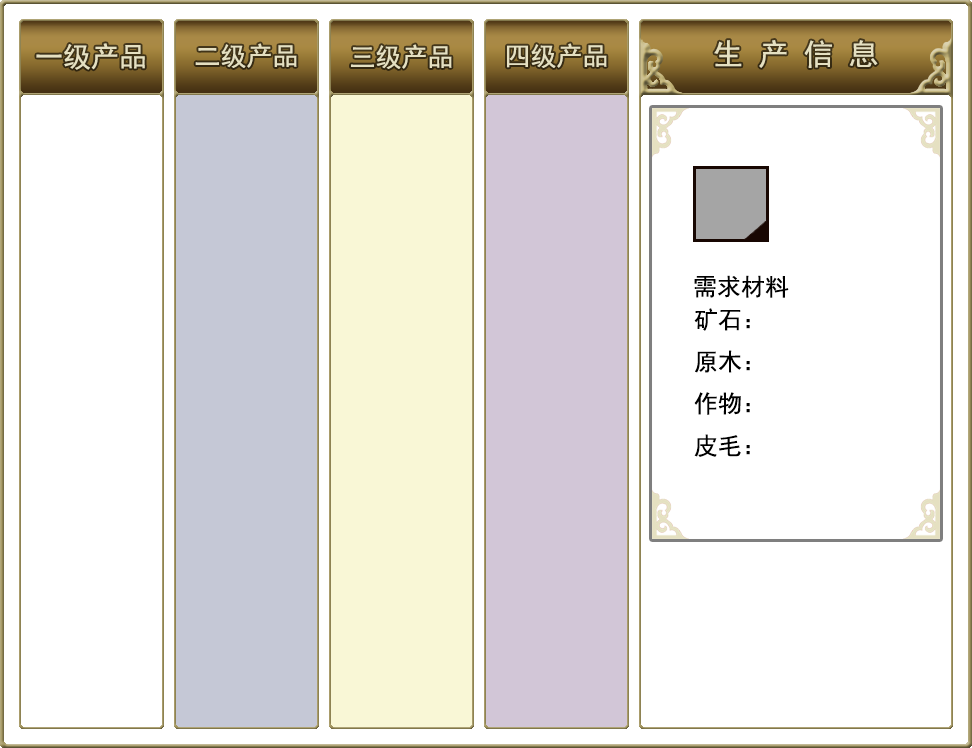 一级产品
二级产品
三级产品
四级产品
生产信息
需求材料
矿石：
原木：
作物：
皮毛：